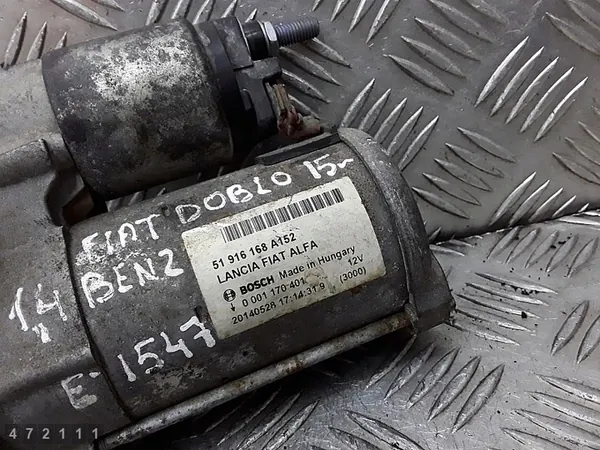 FIAT DOBLO 15~
1,4 BENZ
E-1547
51 916 168 A152
LANCIA FIAT ALFA
BOSCH Made in Hungary
0 001 170-401 12V
20140528 17:14:31 9 (3000)
472111